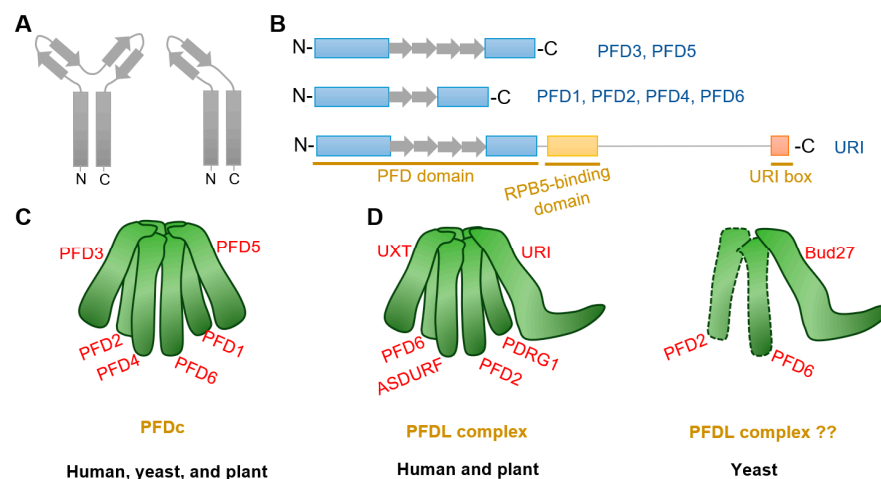 A
N C
N C
B
N- -C PFD3, PFD5
N- -C PFD1, PFD2, PFD4, PFD6
N- -C URI
PFD domain
RPB5-binding
domain
URI box
C
PFD3
PFD5
PFD2
PFD1
PFD4
PFD6
PFDc
Human, yeast, and plant
D
UXT
URI
PFD6
PDRG1
ASDURF
PFD2
PFDL complex
Human and plant
Bud27
PFD2
PFD6
PFDL complex ??
Yeast